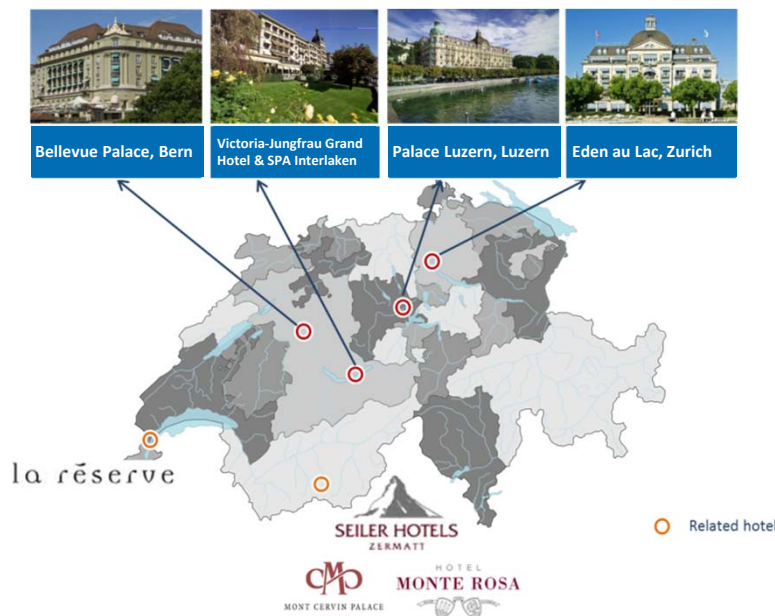 Bellevue Palace, Bern
Victoria-Jungfrau Grand
Hotel & SPA Interlaken
Palace Luzern, Luzern
Eden au Lac, Zurich
la réserve
SEILER HOTELS
ZERMATT
Related hotel
CMP
MONT CERVIN PALACE
HOTEL
MONTE ROSA